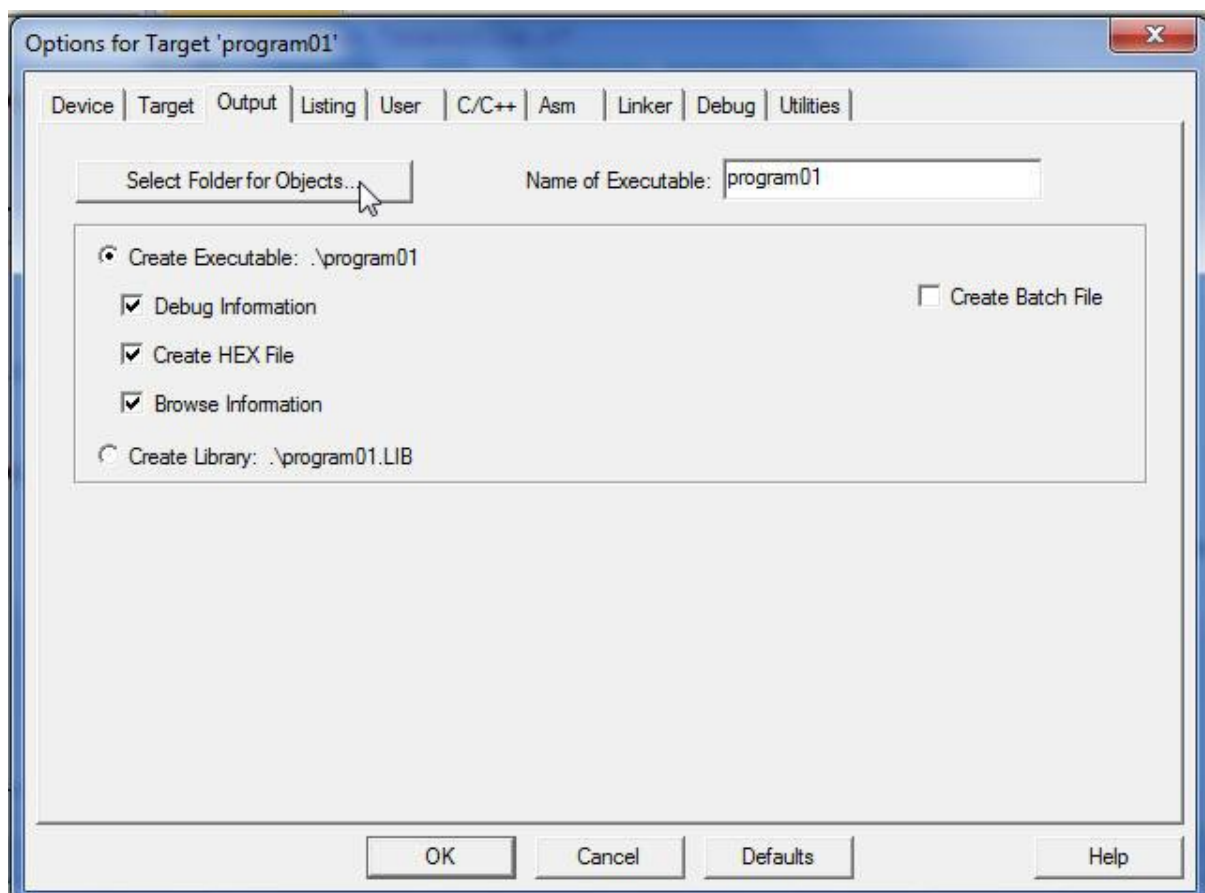 Options for Target 'program01'
Device Target Output Listing User C/C++ Asm Linker Debug Utilities
Select Folder for Objects... Name of Executable: program01
Create Executable: .\program01
Debug Information Create Batch File
Create HEX File
Browse Information
Create Library: .\program01.LIB
OK Cancel Defaults Help